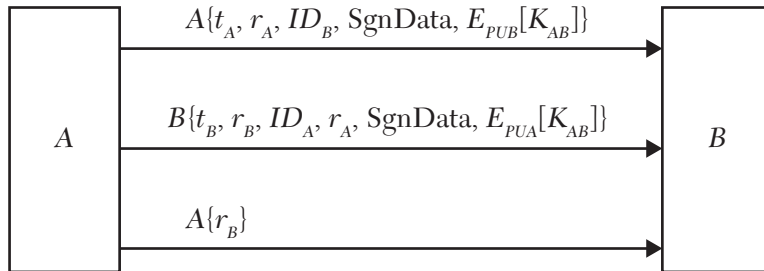 A{t_A, r_A, ID_B, SgnData, E_PUB[K_AB]}
A
B{t_B, r_B, ID_A, r_A, SgnData, E_PUA[K_AB]}
B
A{r_B}